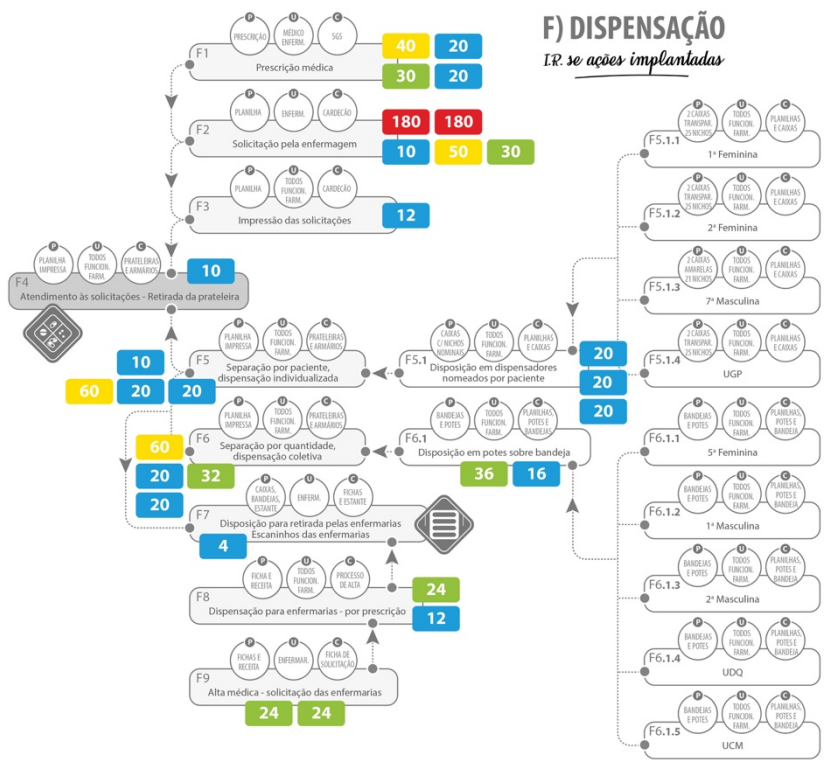 F) DISPENSAÇÃO
I.R. se ações implantadas
P U C
PRESCRIÇÃO
MÉDICO
ENFERM.
SGS
F1
Prescrição médica
40 20
30 20
P U C
PLANILHA
ENFERM.
CARDECÃO
F2
Solicitação pela enfermagem
180 180
10 50 30
P U C
PLANILHA
TODOS
FUNCION.
FARM.
CARDECÃO
F3
Impressão das solicitações
12
P U C
PLANILHA
IMPRESSA
TODOS
FUNCION.
FARM.
PRATELEIRAS
E ARMÁRIOS
F4
Atendimento às solicitações - Retirada da prateleira
10
P U C
PLANILHA
IMPRESSA
TODOS
FUNCION.
FARM.
PRATELEIRAS
E ARMÁRIOS
F5
Separação por paciente,
dispensação individualizada
10
60 20 20
P U C
CAIXAS
C/ NICHOS
NOMINAIS
TODOS
FUNCION.
FARM.
PLANILHAS
E CAIXAS
F5.1
Disposição em dispensadores
nomeados por paciente
20
20
20
P U C
PLANILHA
IMPRESSA
TODOS
FUNCION.
FARM.
PRATELEIRAS
E ARMÁRIOS
F6
Separação por quantidade,
dispensação coletiva
60
20 32
20
P U C
BANDEJAS
E POTES
TODOS
FUNCION.
FARM.
PLANILHAS,
POTES E
BANDEJAS
F6.1
Disposição em potes sobre bandeja
36 16
P U C
CAIXAS,
BANDEJAS,
ESTANTE
ENFERM.
FICHAS
E ESTANTE
F7
Disposição para retirada pelas enfermarias
Escaninhos das enfermarias
4
P U C
FICHA E
RECEITA
TODOS
FUNCION.
FARM.
PROCESSO
DE ALTA
F8
Dispensação para enfermarias - por prescrição
24
12
P U C
FICHAS E
RECEITA
ENFERMAR.
FICHA DE
SOLICITAÇÃO
F9
Alta médica - solicitação das enfermarias
24 24
P U C
2 CAIXAS
TRANSPAR.
25 NICHOS
TODOS
FUNCION.
FARM.
PLANILHAS
E CAIXAS
F5.1.1
1ª Feminina
P U C
2 CAIXAS
TRANSPAR.
25 NICHOS
TODOS
FUNCION.
FARM.
PLANILHAS
E CAIXAS
F5.1.2
2ª Feminina
P U C
2 CAIXAS
AMARELAS
21 NICHOS
TODOS
FUNCION.
FARM.
PLANILHAS
E CAIXAS
F5.1.3
7ª Masculina
P U C
2 CAIXAS
TRANSPAR.
25 NICHOS
TODOS
FUNCION.
FARM.
PLANILHAS
E CAIXAS
F5.1.4
UGP
P U C
BANDEJAS
E POTES
TODOS
FUNCION.
FARM.
PLANILHAS,
POTES E
BANDEJA
F6.1.1
5ª Feminina
P U C
BANDEJAS
E POTES
TODOS
FUNCION.
FARM.
PLANILHAS,
POTES E
BANDEJA
F6.1.2
1ª Masculina
P U C
BANDEJAS
E POTES
TODOS
FUNCION.
FARM.
PLANILHAS,
POTES E
BANDEJA
F6.1.3
2ª Masculina
P U C
BANDEJAS
E POTES
TODOS
FUNCION.
FARM.
PLANILHAS,
POTES E
BANDEJA
F6.1.4
UDQ
P U C
BANDEJAS
E POTES
TODOS
FUNCION.
FARM.
PLANILHAS,
POTES E
BANDEJA
F6.1.5
UCM